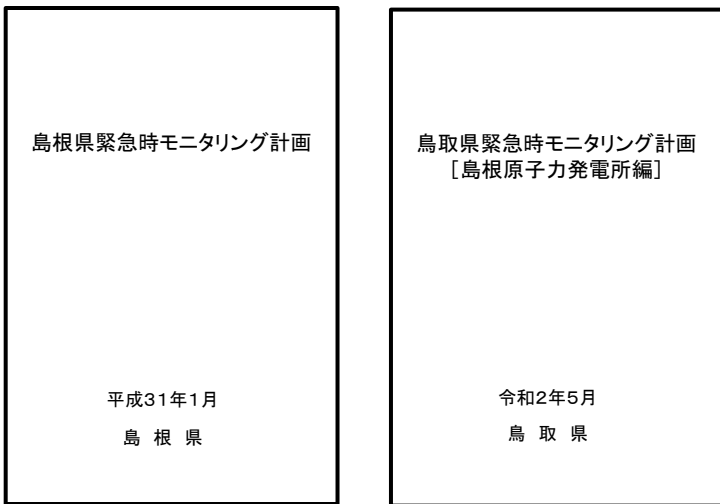 島根県緊急時モニタリング計画
平成31年1月
島 根 県
鳥取県緊急時モニタリング計画
[島根原子力発電所編]
令和2年5月
鳥 取 県